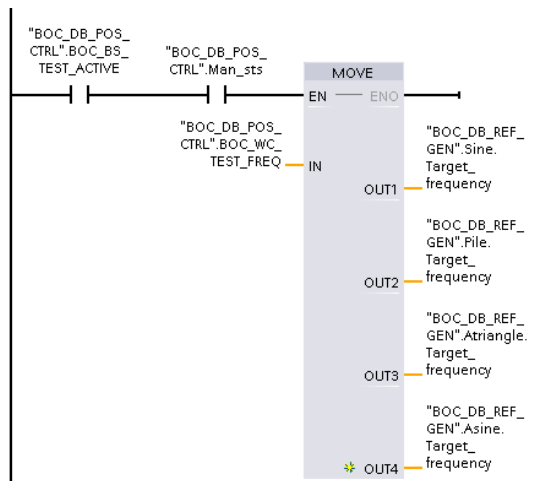 "BOC_DB_POS_
CTRL".BOC_BS_
TEST_ACTIVE
"BOC_DB_POS_
CTRL".Man_sts
MOVE
EN
ENO
"BOC_DB_POS_
CTRL".BOC_WC_
TEST_FREQ
IN
OUT1
"BOC_DB_REF_
GEN".Sine.
Target_
frequency
OUT2
"BOC_DB_REF_
GEN".Pile.
Target_
frequency
OUT3
"BOC_DB_REF_
GEN".Atriangle.
Target_
frequency
OUT4
"BOC_DB_REF_
GEN".Asine.
Target_
frequency